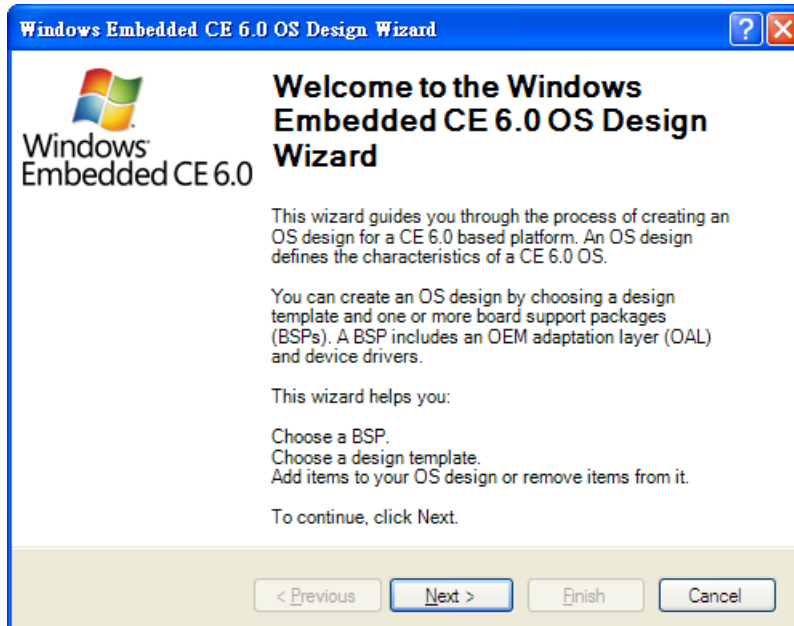 Windows Embedded CE 6.0 OS Design Wizard
Windows
Embedded CE 6.0
Welcome to the Windows
Embedded CE 6.0 OS Design
Wizard
This wizard guides you through the process of creating an
OS design for a CE 6.0 based platform. An OS design
defines the characteristics of a CE 6.0 OS.
You can create an OS design by choosing a design
template and one or more board support packages
(BSPs). A BSP includes an OEM adaptation layer (OAL)
and device drivers.
This wizard helps you:
Choose a BSP.
Choose a design template.
Add items to your OS design or remove items from it.
To continue, click Next.
< Previous
Next >
Finish
Cancel